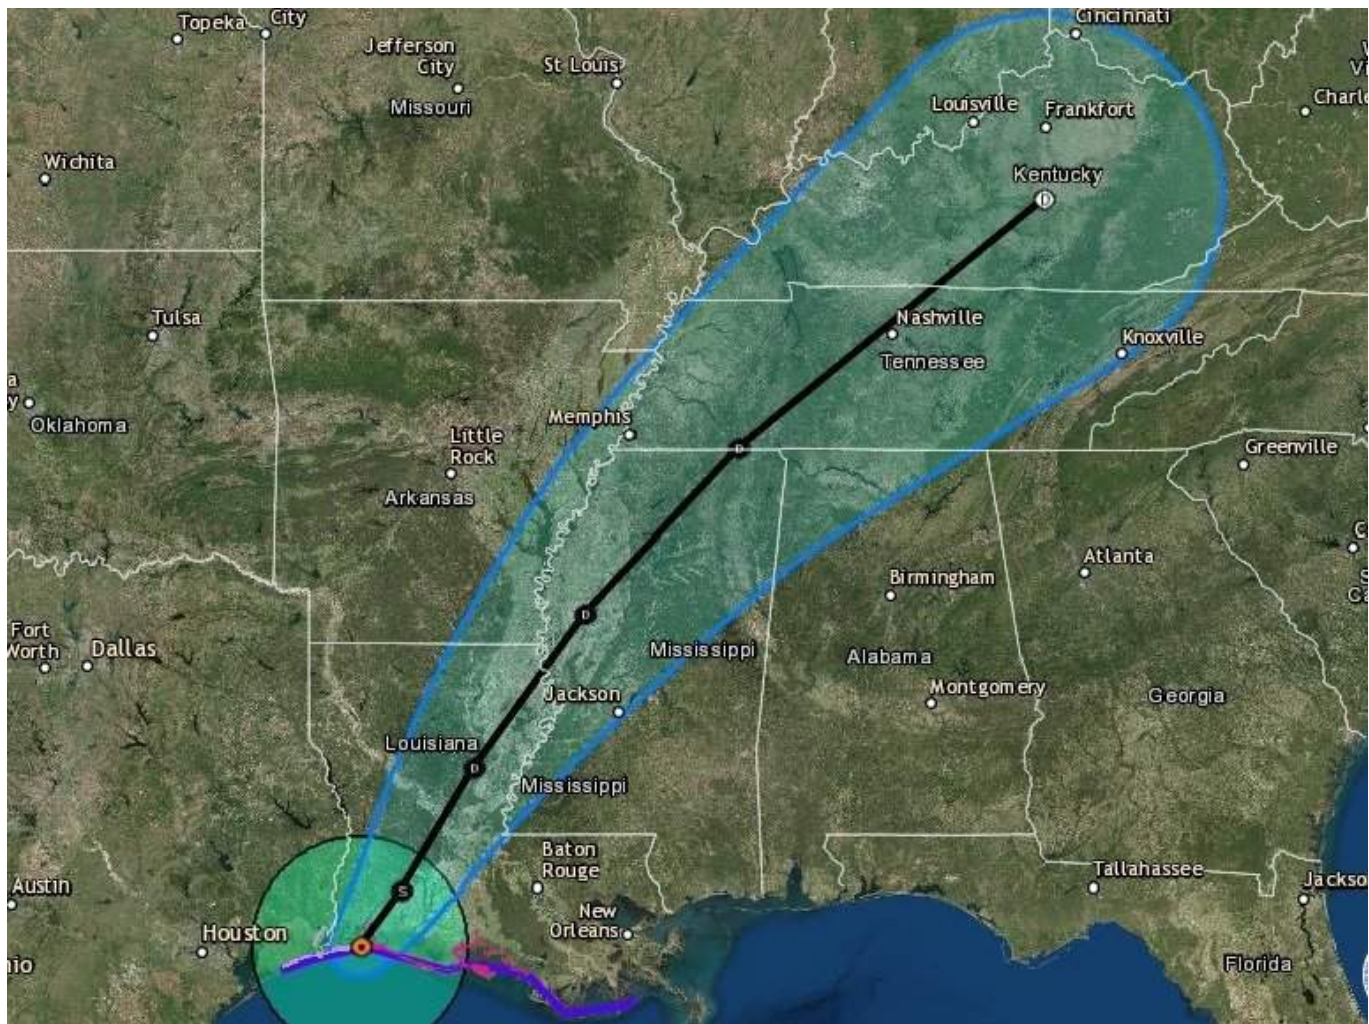 Topeka
City
Cincinnati
Jefferson
City
St Louis
Missouri
Louisville
Frankfort
Wichita
Kentucky
D
Tulsa
Nashville
Tennessee
Knoxville
Oklahoma
Memphis
Little
Rock
Arkansas
D
Greenville
Atlanta
Birmingham
D
Fort
Worth
Dallas
Mississippi
Alabama
Montgomery
Georgia
Jackson
Louisiana
D
Mississippi
Baton
Rouge
Austin
S
Tallahassee
New
Orleans
Houston
Florida